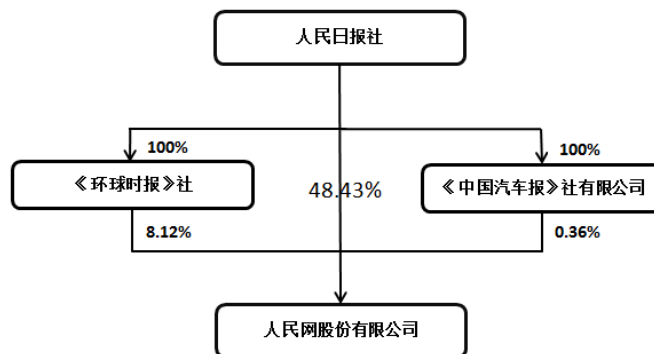 人民日报社
100%
100%
《环球时报》社
48.43%
《中国汽车报》社有限公司
8.12%
0.36%
人民网股份有限公司